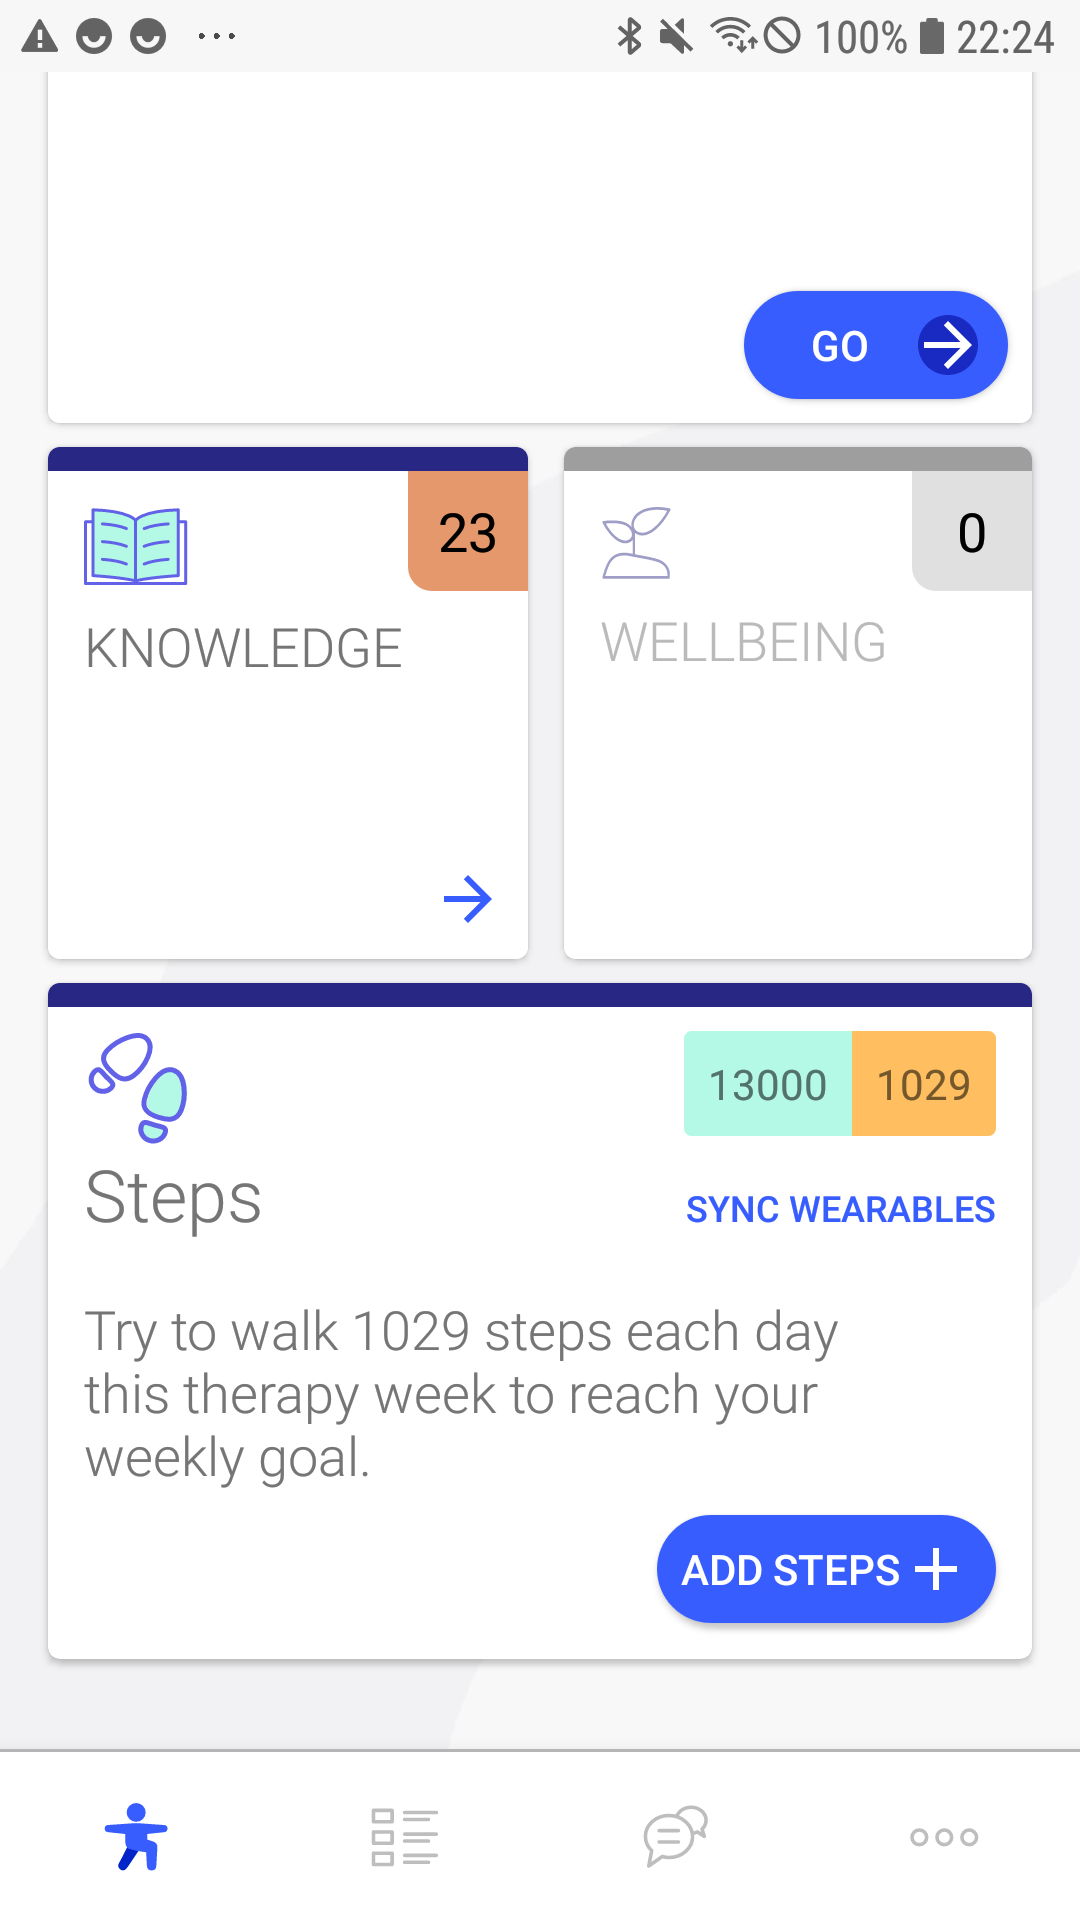 100% 22:24
GO
23
0
KNOWLEDGE
WELLBEING
13000 1029
Steps
SYNC WEARABLES
Try to walk 1029 steps each day
this therapy week to reach your
weekly goal.
ADD STEPS